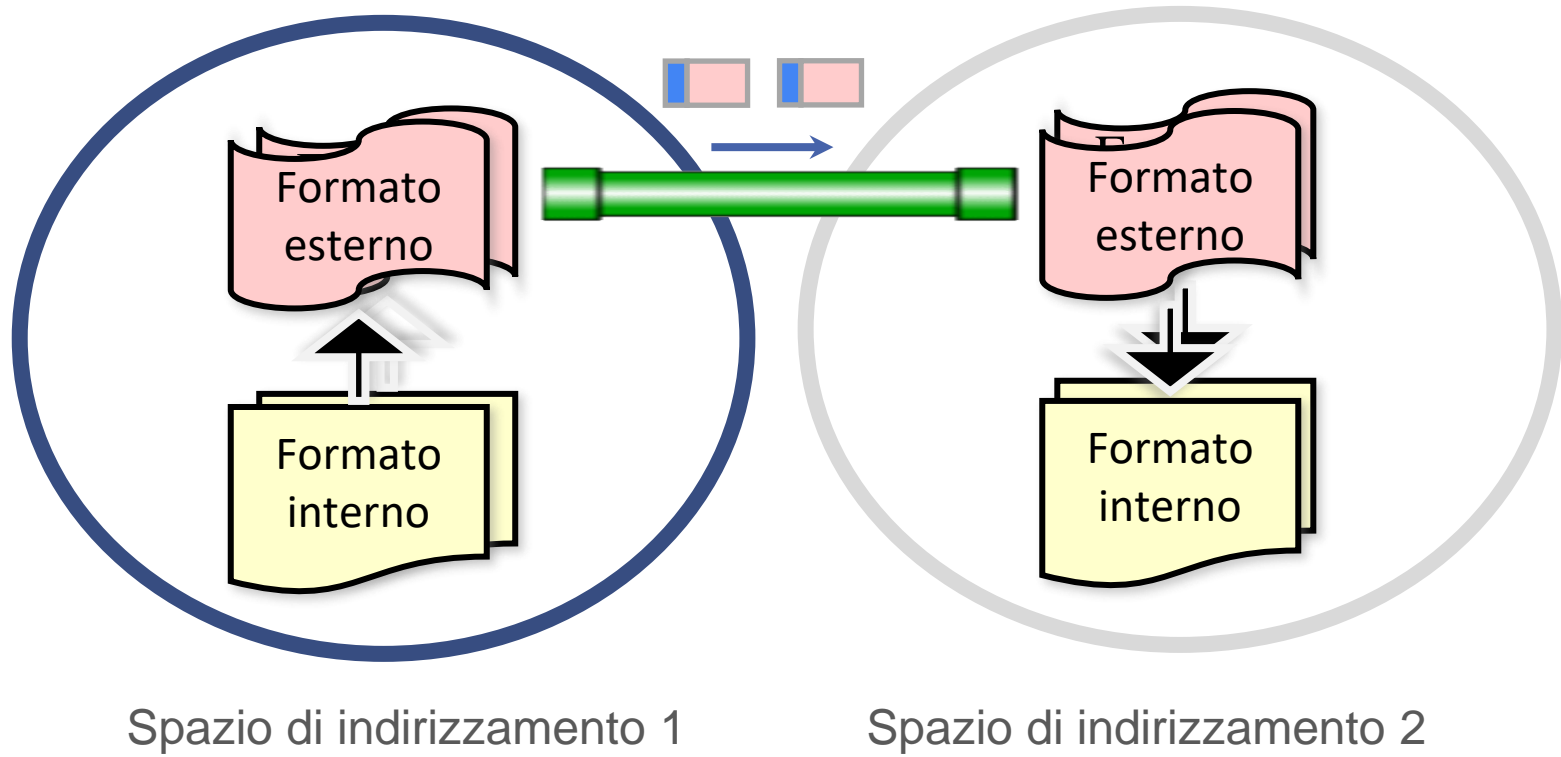 Formato
esterno
Formato
esterno
Formato
interno
Formato
interno
Spazio di indirizzamento 1
Spazio di indirizzamento 2